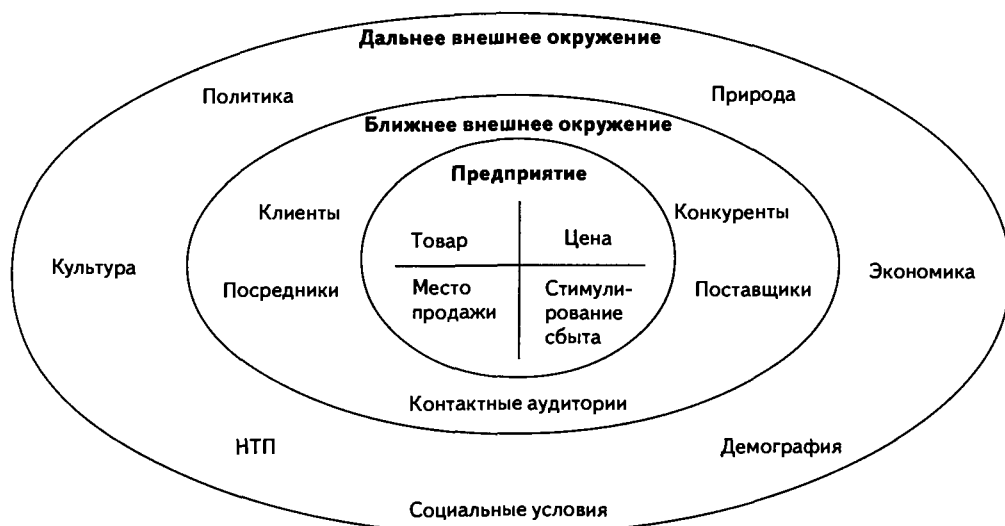 Дальнее внешнее окружение
Политика
Природа
Ближнее внешнее окружение
Предприятие
Клиенты
Конкуренты
Товар
Цена
Культура
Экономика
Посредники
Место
продажи
Стимули-
рование
сбыта
Поставщики
Контактные аудитории
НТП
Демография
Социальные условия